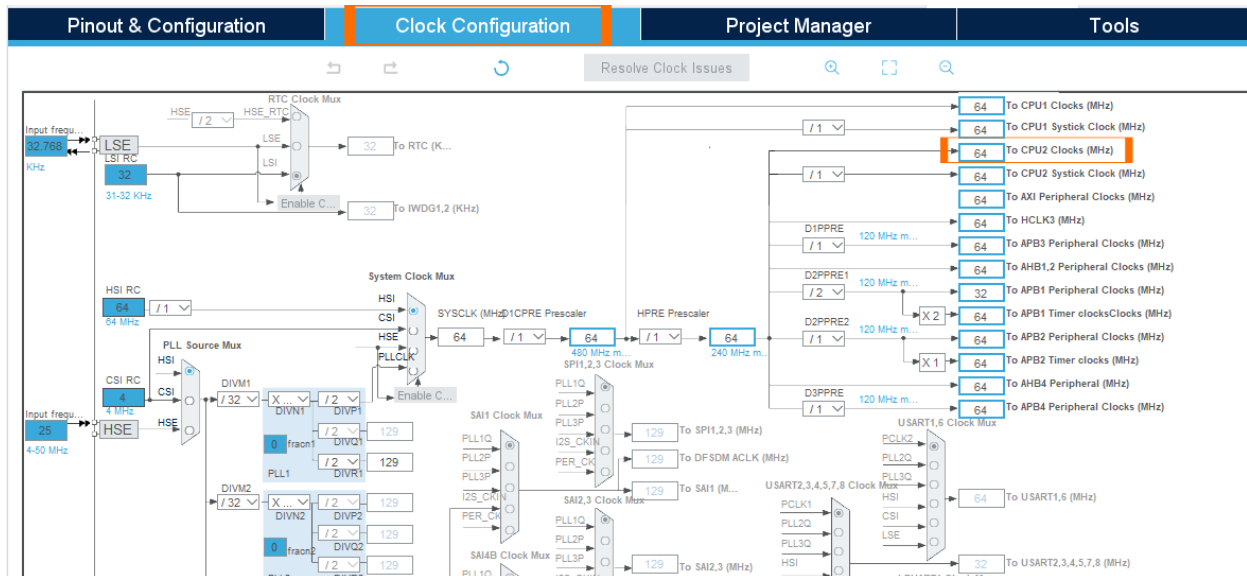 Pinout & Configuration
Clock Configuration
Project Manager
Tools
Resolve Clock Issues
RTC Clock Mux
HSE
/ 2
HSE_RTC
Input frequ...
32.768
KHz
LSE
LSE
LSI RC
32
31-32 KHz
LSI
32
To RTC (K...
Enable C...
32
To IWDG1,2 (KHz)
64
To CPU1 Clocks (MHz)
/ 1
64
To CPU1 Systick Clock (MHz)
64
To CPU2 Clocks (MHz)
/ 1
64
To CPU2 Systick Clock (MHz)
64
To AXI Peripheral Clocks (MHz)
64
To HCLK3 (MHz)
D1PPRE
/ 1
120 MHz m...
64
To APB3 Peripheral Clocks (MHz)
64
To AHB1,2 Peripheral Clocks (MHz)
D2PPRE1
/ 2
120 MHz m...
32
To APB1 Peripheral Clocks (MHz)
X 2
64
To APB1 Timer clocksClocks (MHz)
D2PPRE2
/ 1
120 MHz m...
64
To APB2 Peripheral Clocks (MHz)
X 1
64
To APB2 Timer clocks (MHz)
64
To AHB4 Peripheral (MHz)
D3PPRE
/ 1
120 MHz m...
64
To APB4 Peripheral Clocks (MHz)
System Clock Mux
HSI RC
64
/ 1
64 MHz
HSI
CSI
HSE
PLLCLK
Enable C...
SYSCLK (MHz)
64
D1CPRE Prescaler
/ 1
64
480 MHz m...
HPRE Prescaler
/ 1
64
240 MHz m...
PLL Source Mux
HSI
CSI RC
4
4 MHz
CSI
Input frequ...
25
4-50 MHz
HSE
HSE
DIVM1
/ 32
X ...
DIVN1
/ 2
DIVP1
/ 2
129
DIVQ1
0
fracn1
/ 2
129
DIVR1
PLL1
DIVM2
/ 32
X ...
DIVN2
/ 2
129
DIVP2
/ 2
129
DIVQ2
0
fracn2
/ 2
129
SPI1,2,3 Clock Mux
PLL1Q
PLL2P
PLL3P
I2S_CKIN
PER_CK
129
To SPI1,2,3 (MHz)
129
To DFSDM ACLK (MHz)
129
To SAI1 (M...
SAI1 Clock Mux
PLL1Q
PLL2P
PLL3P
I2S_CKIN
PER_CK
SAI2,3 Clock Mux
PLL1Q
PLL2P
PLL3P
129
To SAI2,3 (MHz)
SAI4B Clock Mux
PLL1Q
USART1,6 Clock Mux
PCLK2
PLL2Q
PLL3Q
HSI
CSI
LSE
64
To USART1,6 (MHz)
USART2,3,4,5,7,8 Clock Mux
PCLK1
PLL2Q
PLL3Q
HSI
32
To USART2,3,4,5,7,8 (MHz)